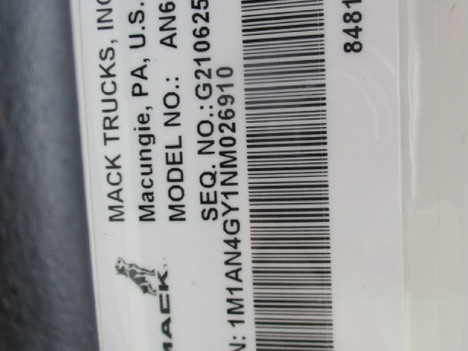 MACK TRUCKS, INC
Macungie, PA, U.S.
MODEL NO.: AN6
SEQ. NO.: G210625
MACK
N: 1M1AN4GY1NM026910
8481